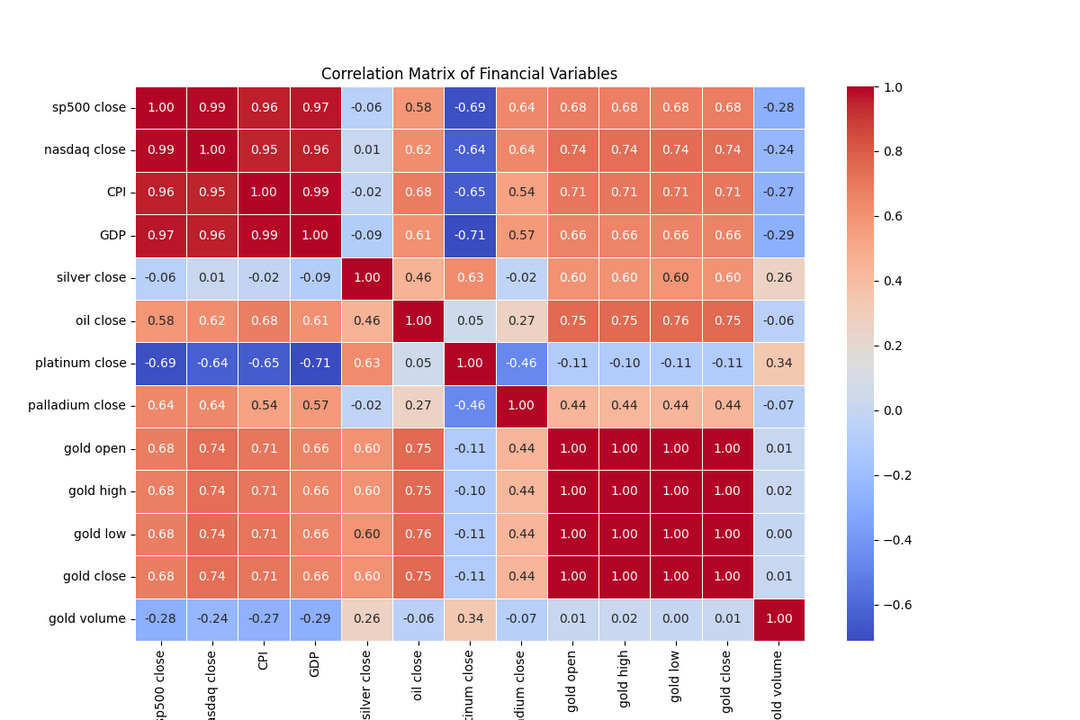 Correlation Matrix of Financial Variables
sp500 close 1.00 0.99 0.96 0.97 -0.06 0.58 -0.69 0.64 0.68 0.68 0.68 0.68 -0.28
nasdaq close 0.99 1.00 0.95 0.96 0.01 0.62 -0.64 0.64 0.74 0.74 0.74 0.74 -0.24
CPI 0.96 0.95 1.00 0.99 -0.02 0.68 -0.65 0.54 0.71 0.71 0.71 0.71 -0.27
GDP 0.97 0.96 0.99 1.00 -0.09 0.61 -0.71 0.57 0.66 0.66 0.66 0.66 -0.29
silver close -0.06 0.01 -0.02 -0.09 1.00 0.46 0.63 -0.02 0.60 0.60 0.60 0.60 0.26
oil close 0.58 0.62 0.68 0.61 0.46 1.00 0.05 0.27 0.75 0.75 0.76 0.75 -0.06
platinum close -0.69 -0.64 -0.65 -0.71 0.63 0.05 1.00 -0.46 -0.11 -0.10 -0.11 -0.11 0.34
palladium close 0.64 0.64 0.54 0.57 -0.02 0.27 -0.46 1.00 0.44 0.44 0.44 0.44 -0.07
gold open 0.68 0.74 0.71 0.66 0.60 0.75 -0.11 0.44 1.00 1.00 1.00 1.00 0.01
gold high 0.68 0.74 0.71 0.66 0.60 0.75 -0.10 0.44 1.00 1.00 1.00 1.00 0.02
gold low 0.68 0.74 0.71 0.66 0.60 0.76 -0.11 0.44 1.00 1.00 1.00 1.00 0.00
gold close 0.68 0.74 0.71 0.66 0.60 0.75 -0.11 0.44 1.00 1.00 1.00 1.00 0.01
gold volume -0.28 -0.24 -0.27 -0.29 0.26 -0.06 0.34 -0.07 0.01 0.02 0.00 0.01 1.00
sp500 close
asdaq close
CPI
GDP
silver close
oil close
tinum close
dium close
gold open
gold high
gold low
gold close
old volume
1.0
0.8
0.6
0.4
0.2
0.0
−0.2
−0.4
−0.6